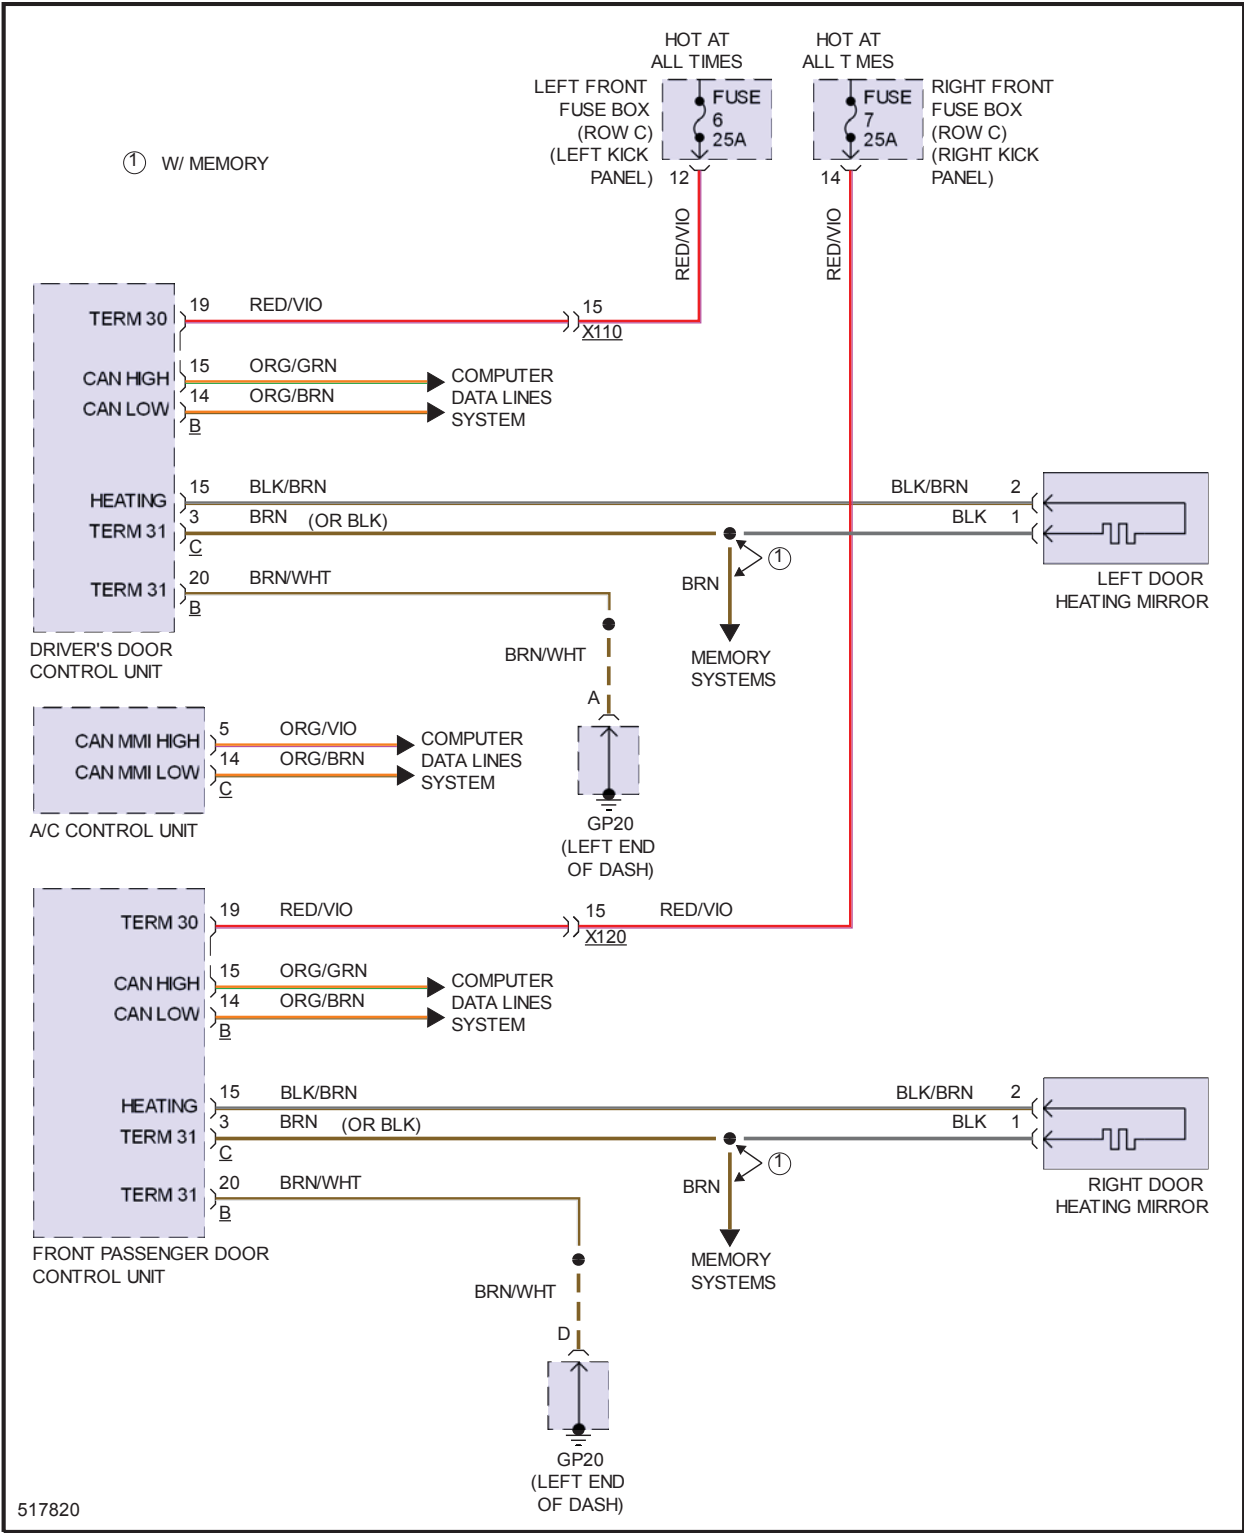 HOT AT
ALL TIMES
HOT AT
ALL T MES
LEFT FRONT
FUSE BOX
(ROW C)
(LEFT KICK
PANEL)
FUSE
6
25A
FUSE
7
25A
RIGHT FRONT
FUSE BOX
(ROW C)
(RIGHT KICK
PANEL)
12
14
RED/VIO
RED/VIO
1 W/ MEMORY
TERM 30
19 RED/VIO
15
X110
CAN HIGH
15 ORG/GRN
CAN LOW
14 ORG/BRN
B
COMPUTER
DATA LINES
SYSTEM
HEATING
15 BLK/BRN
BLK/BRN 2
TERM 31
3 BRN (OR BLK)
BLK 1
C
1
BRN
MEMORY
SYSTEMS
LEFT DOOR
HEATING MIRROR
TERM 31
20 BRN/WHT
B
DRIVER'S DOOR
CONTROL UNIT
BRN/WHT
A
GP20
(LEFT END
OF DASH)
CAN MMI HIGH
5 ORG/VIO
CAN MMI LOW
14 ORG/BRN
C
COMPUTER
DATA LINES
SYSTEM
A/C CONTROL UNIT
TERM 30
19 RED/VIO
15 RED/VIO
X120
CAN HIGH
15 ORG/GRN
CAN LOW
14 ORG/BRN
B
COMPUTER
DATA LINES
SYSTEM
HEATING
15 BLK/BRN
BLK/BRN 2
TERM 31
3 BRN (OR BLK)
BLK 1
C
1
BRN
MEMORY
SYSTEMS
RIGHT DOOR
HEATING MIRROR
TERM 31
20 BRN/WHT
B
FRONT PASSENGER DOOR
CONTROL UNIT
BRN/WHT
D
GP20
(LEFT END
OF DASH)
517820